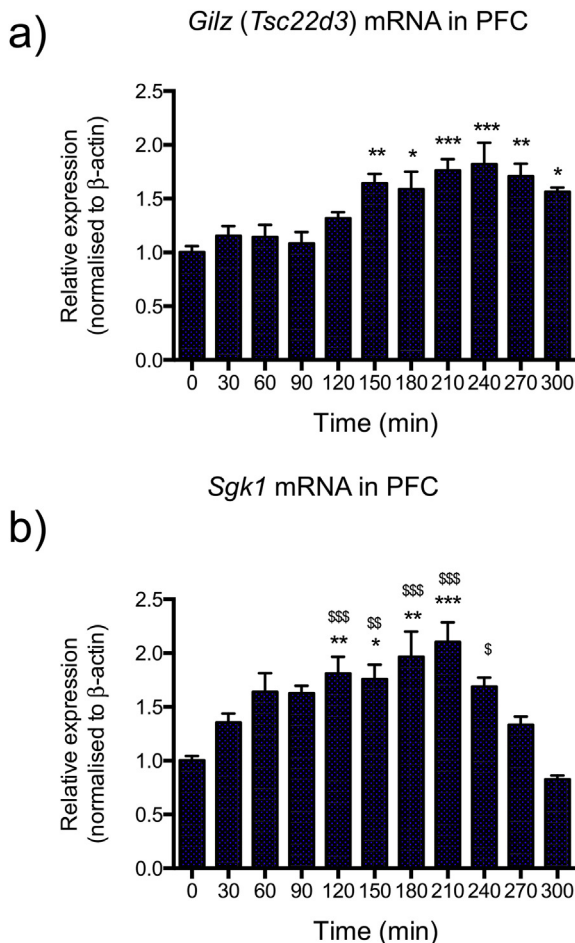 a)
Gilz (Tsc22d3) mRNA in PFC
Relative expression
(normalised to β-actin)
2.5
2.0
1.5
1.0
0.5
0.0
** * *** *** ** *
0 30 60 90 120 150 180 210 240 270 300
Time (min)
b)
Sgk1 mRNA in PFC
Relative expression
(normalised to β-actin)
2.5
2.0
1.5
1.0
0.5
0.0
$$$ $$ $$$ $$$ $
** * ** ***
0 30 60 90 120 150 180 210 240 270 300
Time (min)